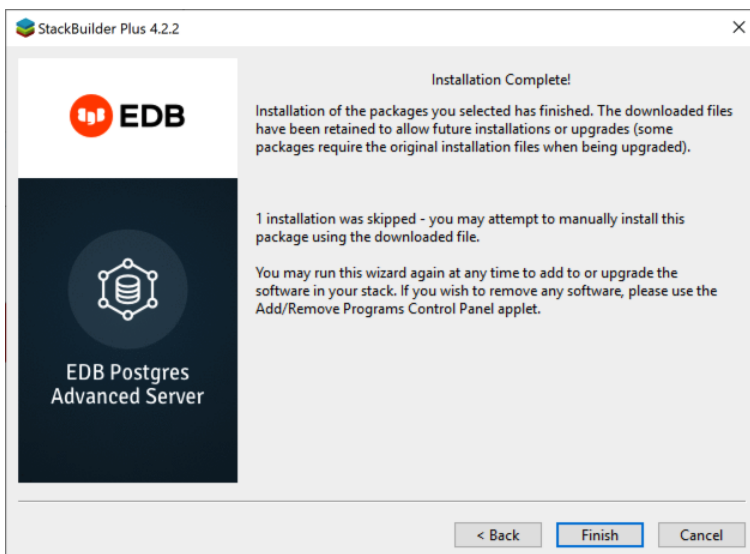 StackBuilder Plus 4.2.2
EDB
EDB Postgres
Advanced Server
Installation Complete!
Installation of the packages you selected has finished. The downloaded files
have been retained to allow future installations or upgrades (some
packages require the original installation files when being upgraded).
1 installation was skipped - you may attempt to manually install this
package using the downloaded file.
You may run this wizard again at any time to add to or upgrade the
software in your stack. If you wish to remove any software, please use the
Add/Remove Programs Control Panel applet.
< Back
Finish
Cancel